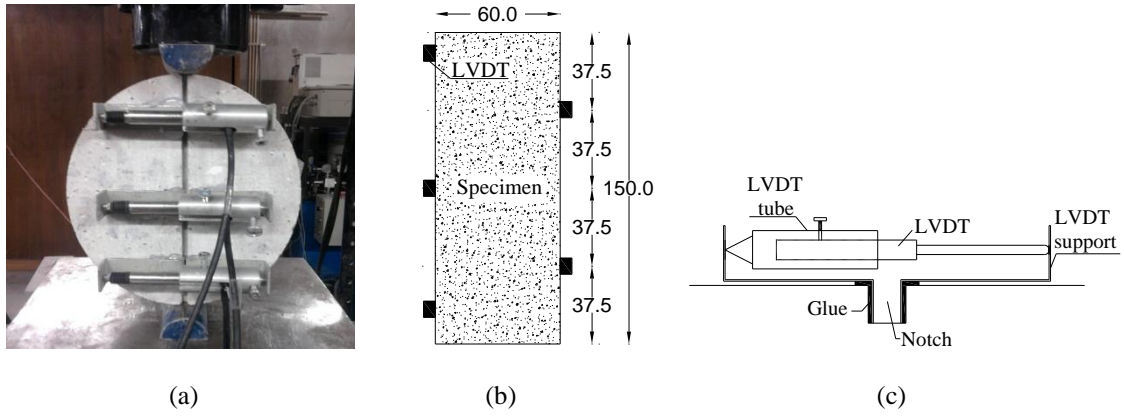 60.0
LVDT
37.5
37.5
Specimen
150.0
37.5
37.5
LVDT
tube
LVDT
LVDT
support
Glue
Notch
(a)
(b)
(c)